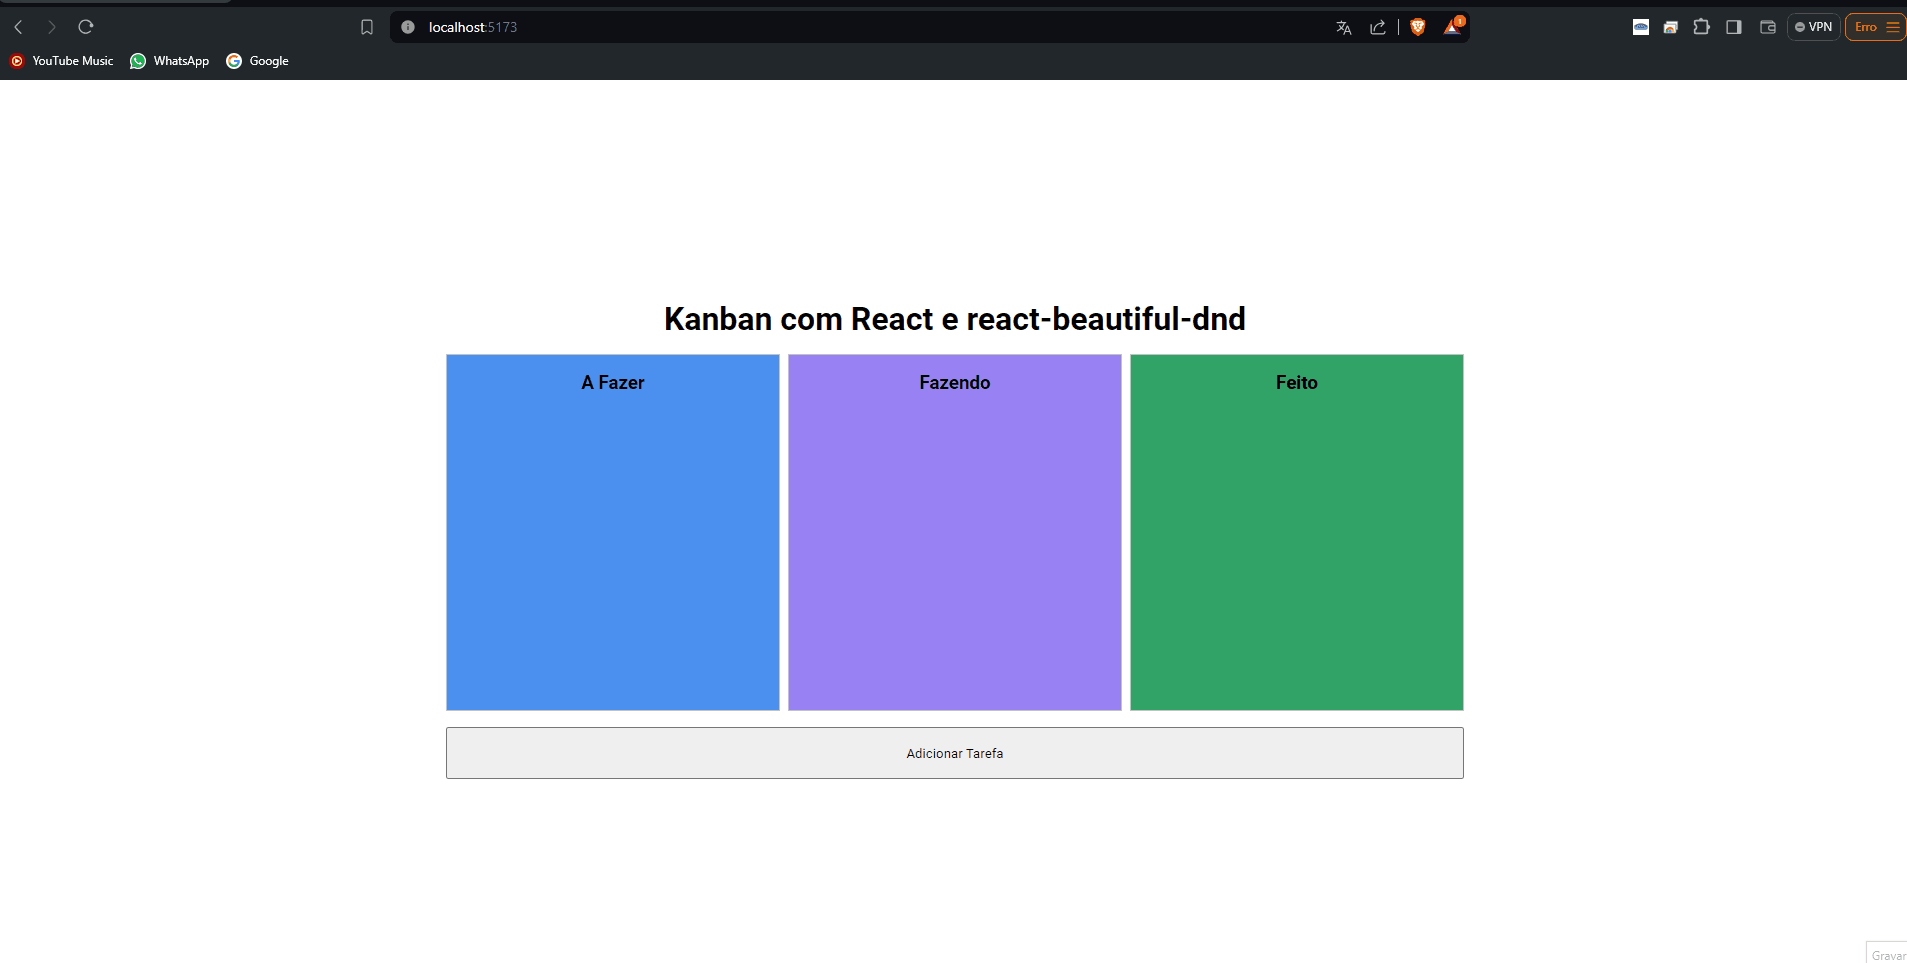 localhost:5173
1
VPN
Erro
YouTube Music
WhatsApp
Google
Kanban com React e react-beautiful-dnd
A Fazer
Fazendo
Feito
Adicionar Tarefa
Gravar